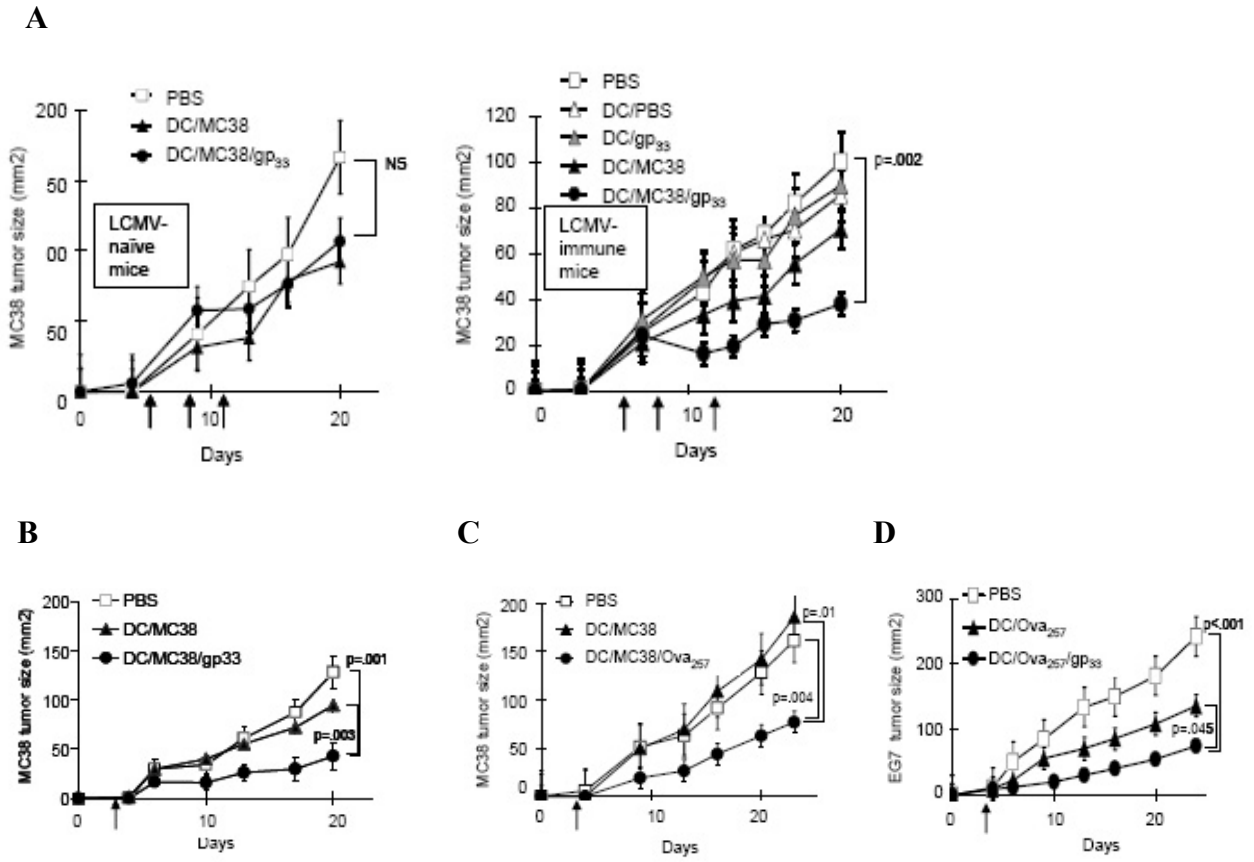 A
PBS
DC/MC38
DC/MC38/gp33
200
50
00
50
0
MC38 tumor size (mm2)
LCMV-
naïve
mice
NS
0
10
20
Days
PBS
DC/PBS
DC/gp33
DC/MC38
DC/MC38/gp33
120
100
80
60
40
20
0
MC38 tumor size (mm2)
LCMV-
immune
mice
p=.002
0
10
20
Days
B
PBS
DC/MC38
DC/MC38/gp33
200
150
100
50
0
MC38 tumor size (mm2)
p=.001
p=.003
0
10
20
Days
C
PBS
DC/MC38
DC/MC38/Ova257
200
150
100
50
0
MC38 tumor size (mm2)
p=.01
p=.004
0
10
20
Days
D
PBS
DC/Ova257
DC/Ova257/gp33
300
200
100
0
EG7 tumor size (mm2)
p<.001
p=.045
0
10
20
Days